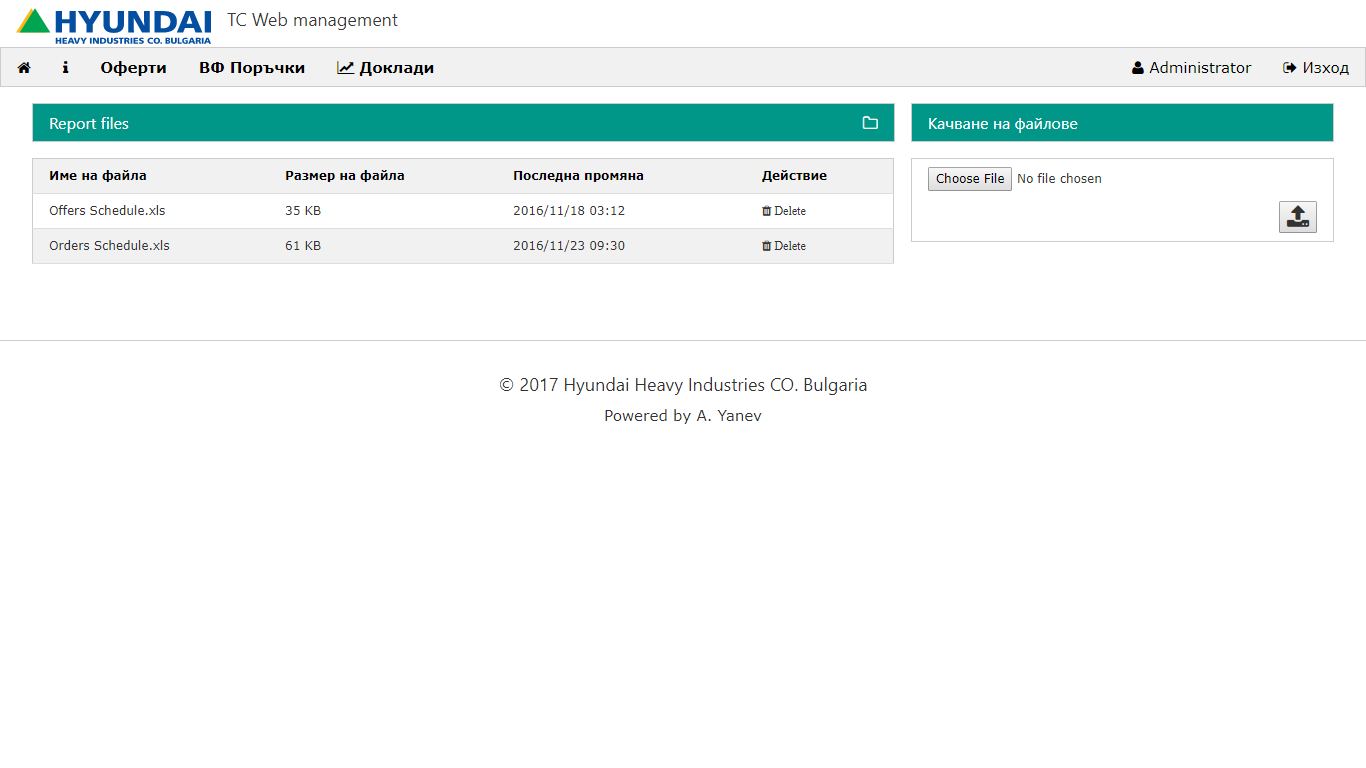 HYUNDAI TC Web management
HEAVY INDUSTRIES CO. BULGARIA
Оферти ВФ Поръчки Доклади Administrator Изход
Report files
Качване на файлове
Име на файла Размер на файла Последна промяна Действие
Offers Schedule.xls 35 KB 2016/11/18 03:12 Delete
Orders Schedule.xls 61 KB 2016/11/23 09:30 Delete
Choose File No file chosen
© 2017 Hyundai Heavy Industries CO. Bulgaria
Powered by A. Yanev